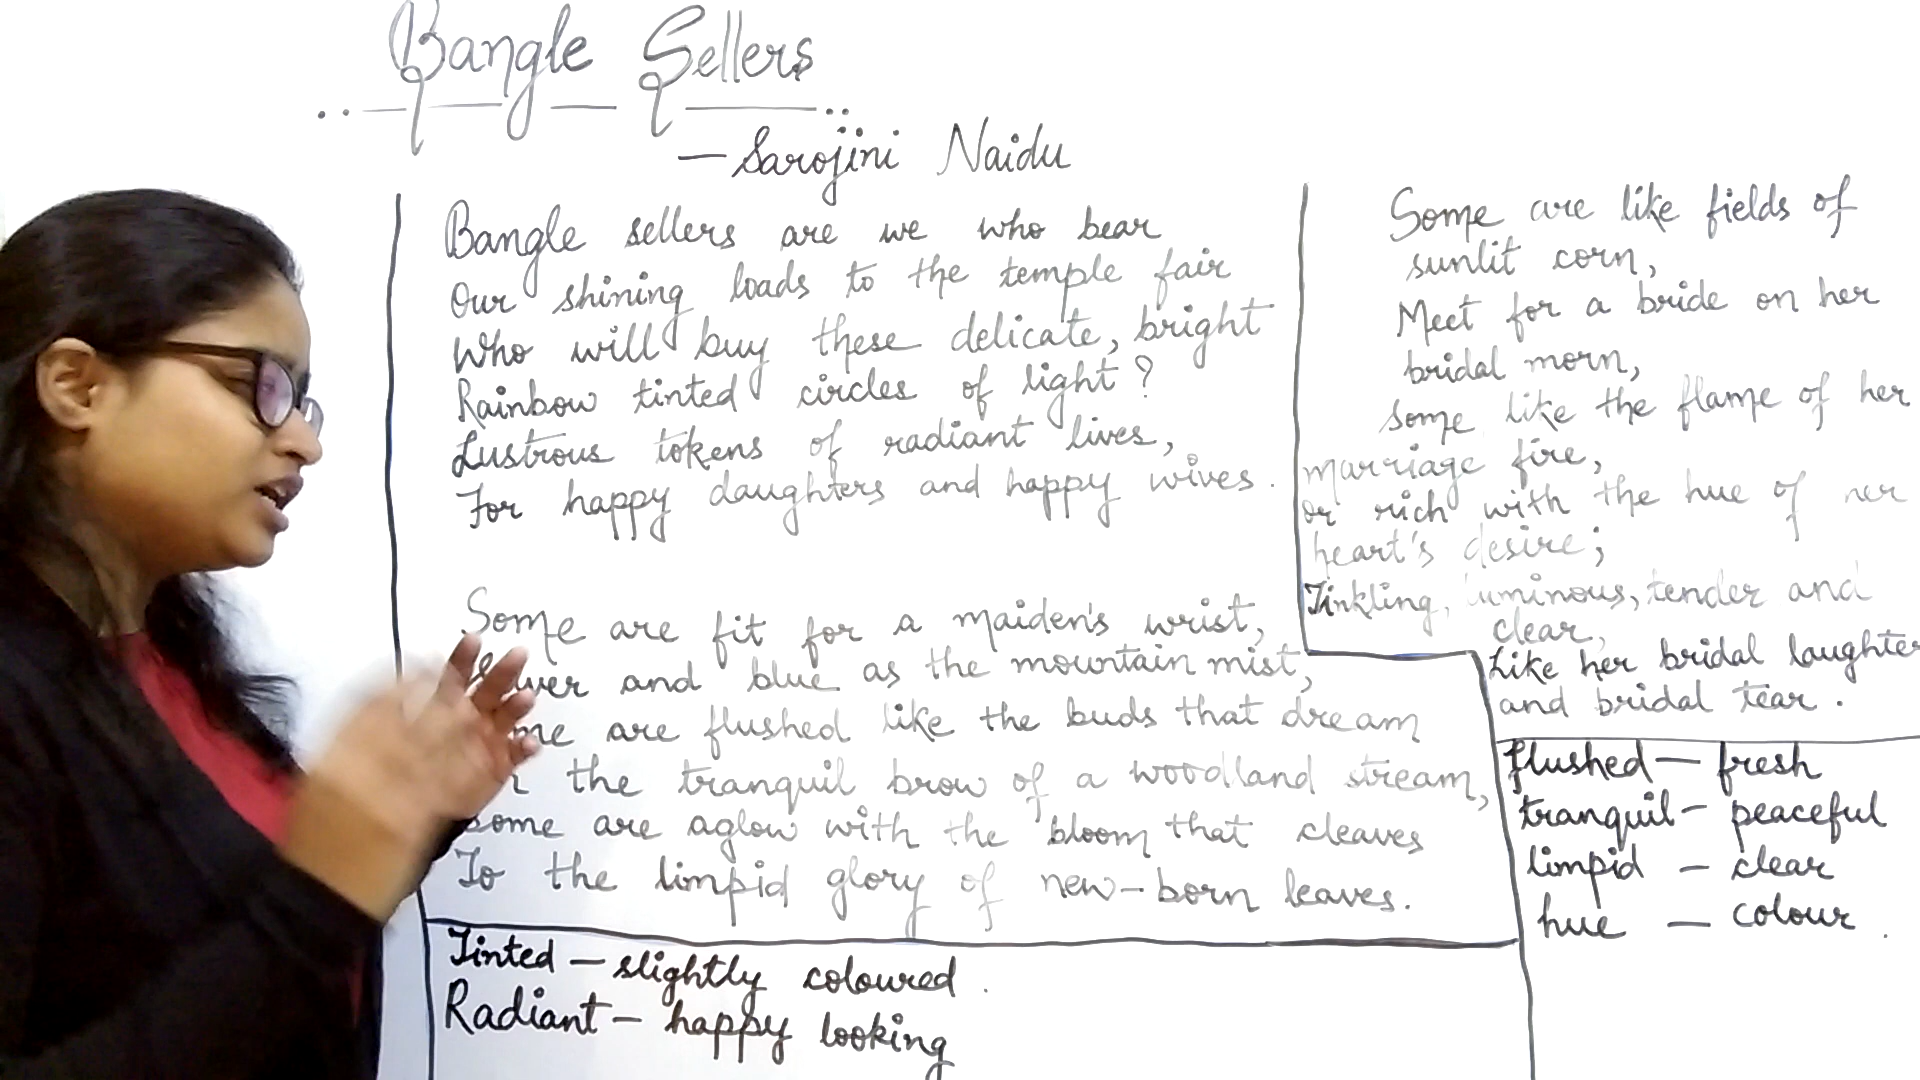 Bangle Sellers
— Sarojini Naidu
Bangle sellers are we who bear
Our shining loads to the temple fair
Who will buy these delicate, bright
Rainbow tinted circles of light?
Lustrous tokens of radiant lives,
For happy daughters and happy wives.
Some are fit for a maiden's wrist,
and blue as the mountain mist,
are flushed like the buds that dream
the tranquil brow of a woodland stream,
Some are aglow with the bloom that cleaves
To the limpid glory of new-born leaves.
Tinted — slightly coloured.
Radiant — happy looking
Some are like fields of
sunlit corn,
Meet for a bride on her
bridal morn,
some like the flame of her
marriage fire,
or rich with the hue of her
heart's desire;
Tinkling, luminous, tender and
clear,
Like her bridal laughter
and bridal tear.
flushed — fresh
tranquil — peaceful
limpid — clear
hue — colour.